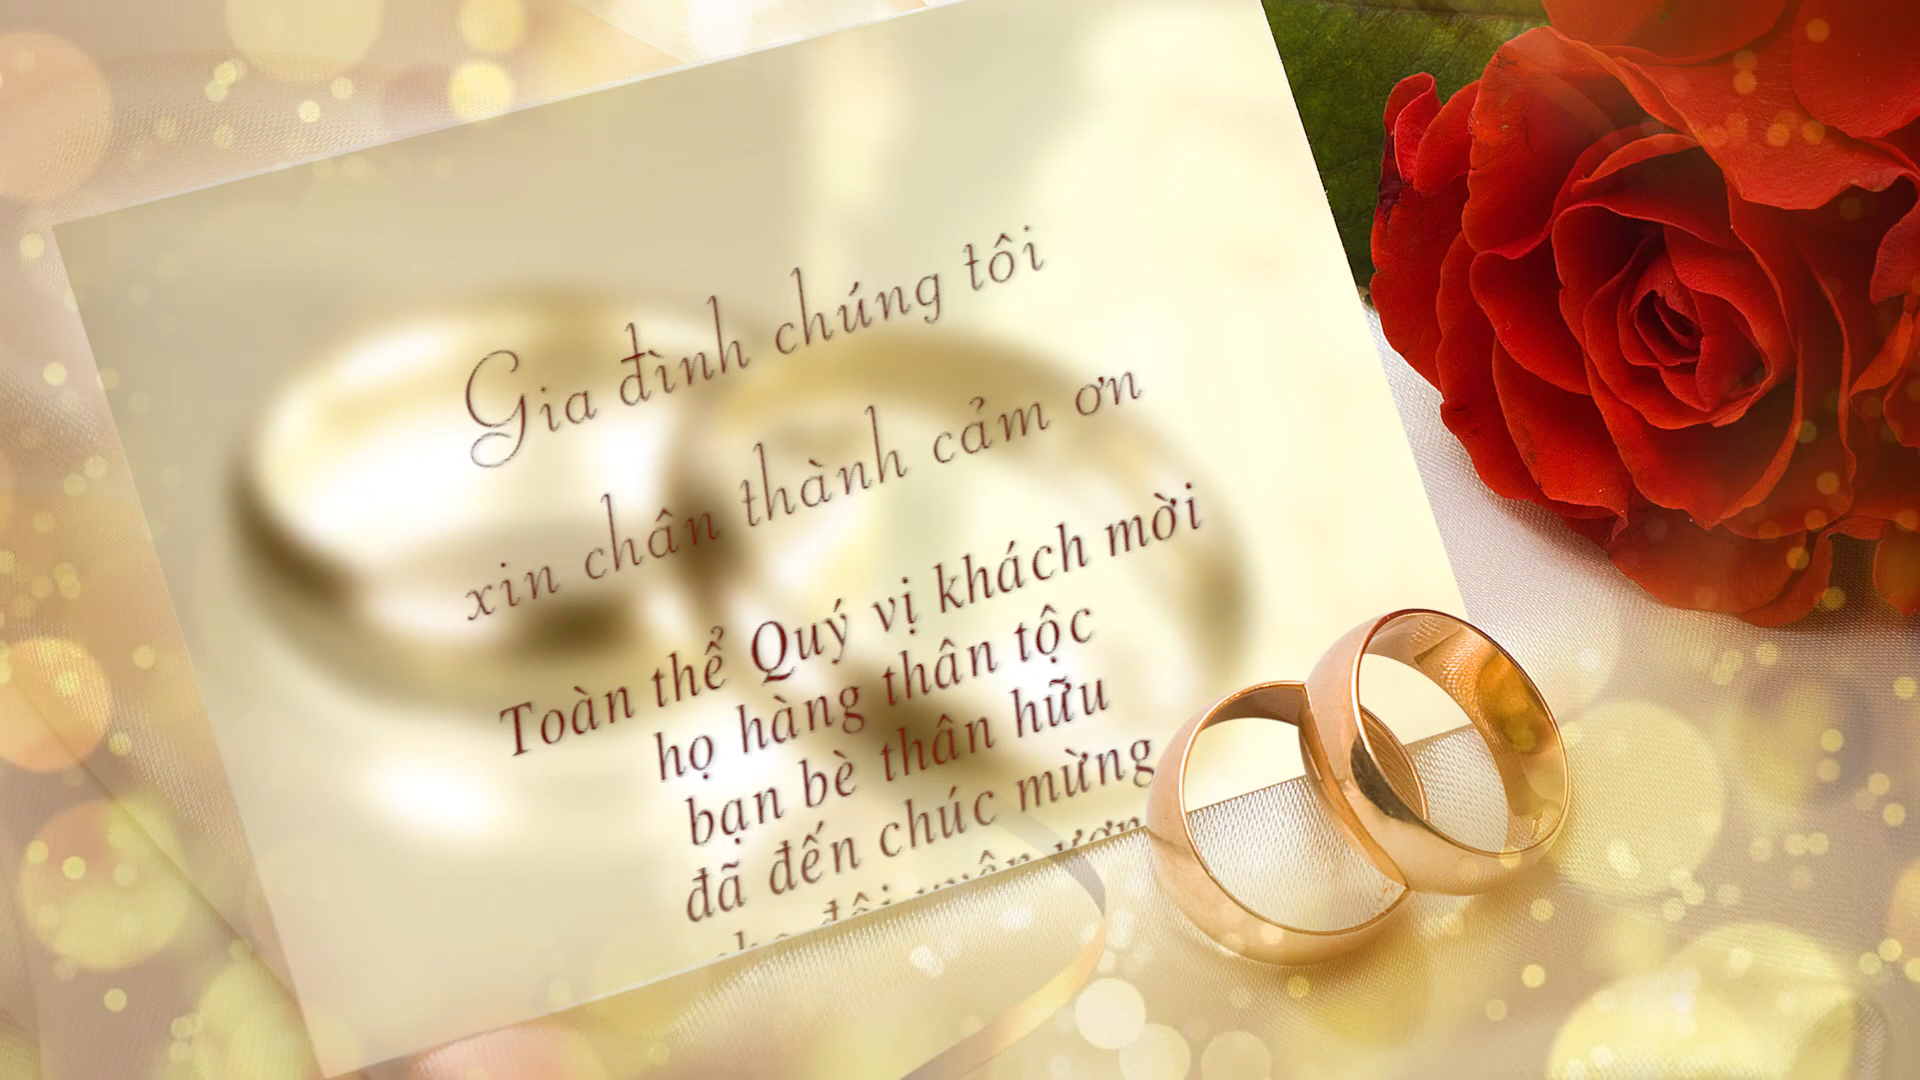 Gia đình chúng tôi
xin chân thành cảm ơn
Toàn thể Quý vị khách mời
họ hàng thân tộc
bạn bè thân hữu
đã đến chúc mừng